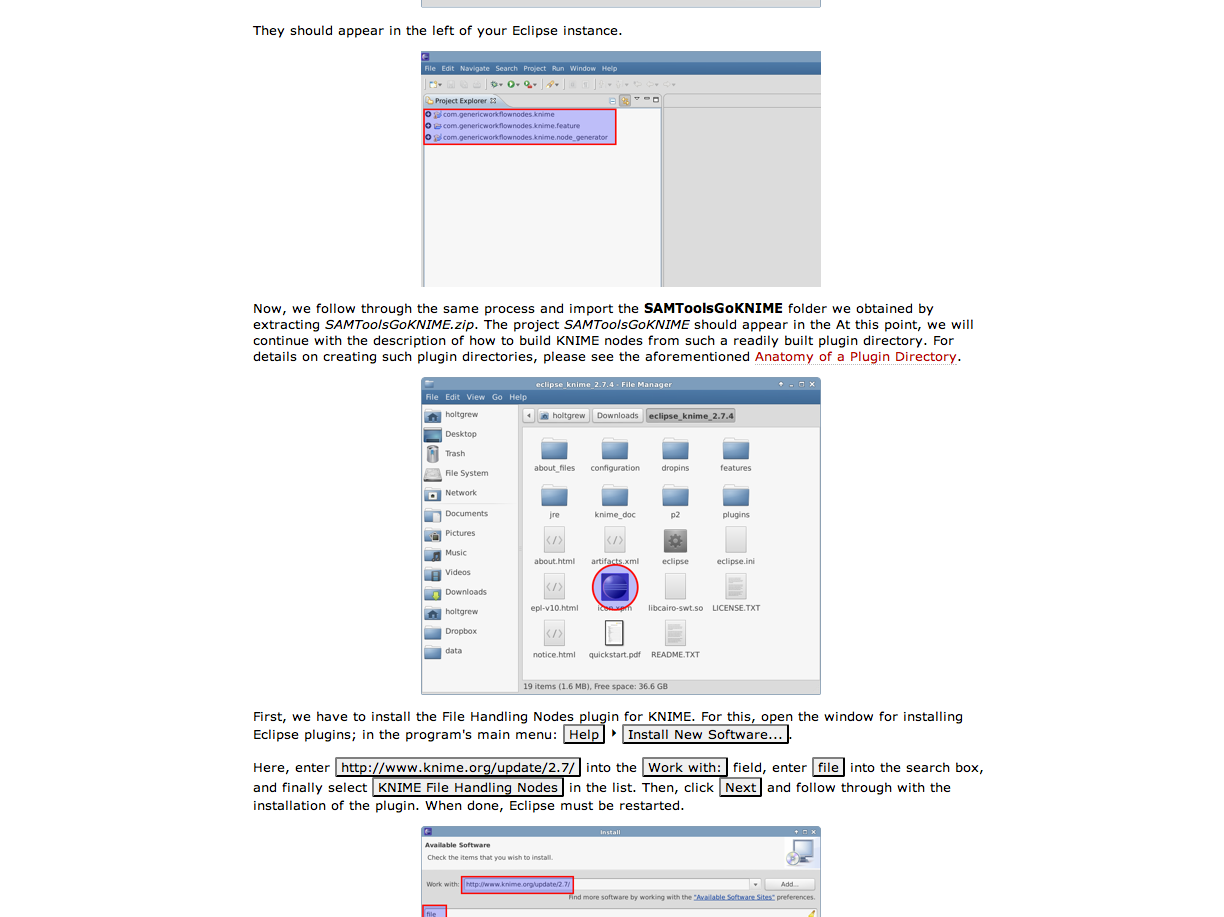 They should appear in the left of your Eclipse instance.
File Edit Navigate Search Project Run Window Help
Project Explorer
com.genericworkflownodes.knime
com.genericworkflownodes.knime.feature
com.genericworkflownodes.knime.node_generator
Now, we follow through the same process and import the SAMToolsGoKNIME folder we obtained by
extracting SAMToolsGoKNIME.zip. The project SAMToolsGoKNIME should appear in the At this point, we will
continue with the description of how to build KNIME nodes from such a readily built plugin directory. For
details on creating such plugin directories, please see the aforementioned Anatomy of a Plugin Directory.
eclipse_knime_2.7.4 - File Manager
File Edit View Go Help
holtgrew
Desktop
Trash
File System
Network
Documents
Pictures
Music
Videos
Downloads
holtgrew
Dropbox
data
holtgrew Downloads eclipse_knime_2.7.4
about_files configuration dropins features
jre knime_doc p2 plugins
about.html artifacts.xml eclipse eclipse.ini
epl-v10.html icon.xpm libcairo-swt.so LICENSE.TXT
notice.html quickstart.pdf README.TXT
19 items (1.6 MB), Free space: 36.6 GB
First, we have to install the File Handling Nodes plugin for KNIME. For this, open the window for installing
Eclipse plugins; in the program's main menu: Help ‣ Install New Software....
Here, enter http://www.knime.org/update/2.7/ into the Work with: field, enter file into the search box,
and finally select KNIME File Handling Nodes in the list. Then, click Next and follow through with the
installation of the plugin. When done, Eclipse must be restarted.
Install
Available Software
Check the items that you wish to install.
Work with: http://www.knime.org/update/2.7/ Add...
Find more software by working with the "Available Software Sites" preferences.
file